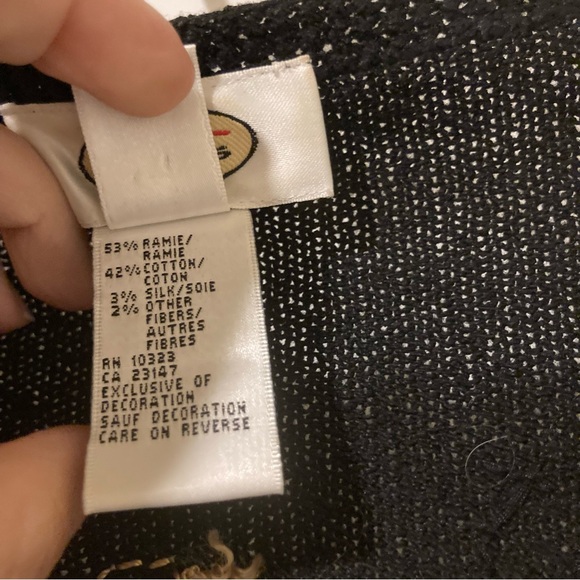 53% RAMIE/
RAMIE
42% COTTON/
COTON
3% SILK/SOIE
2% OTHER
FIBERS/
AUTRES
FIBRES
RN 10323
CA 23147
EXCLUSIVE OF
DECORATION
SAUF DECORATION
CARE ON REVERSE